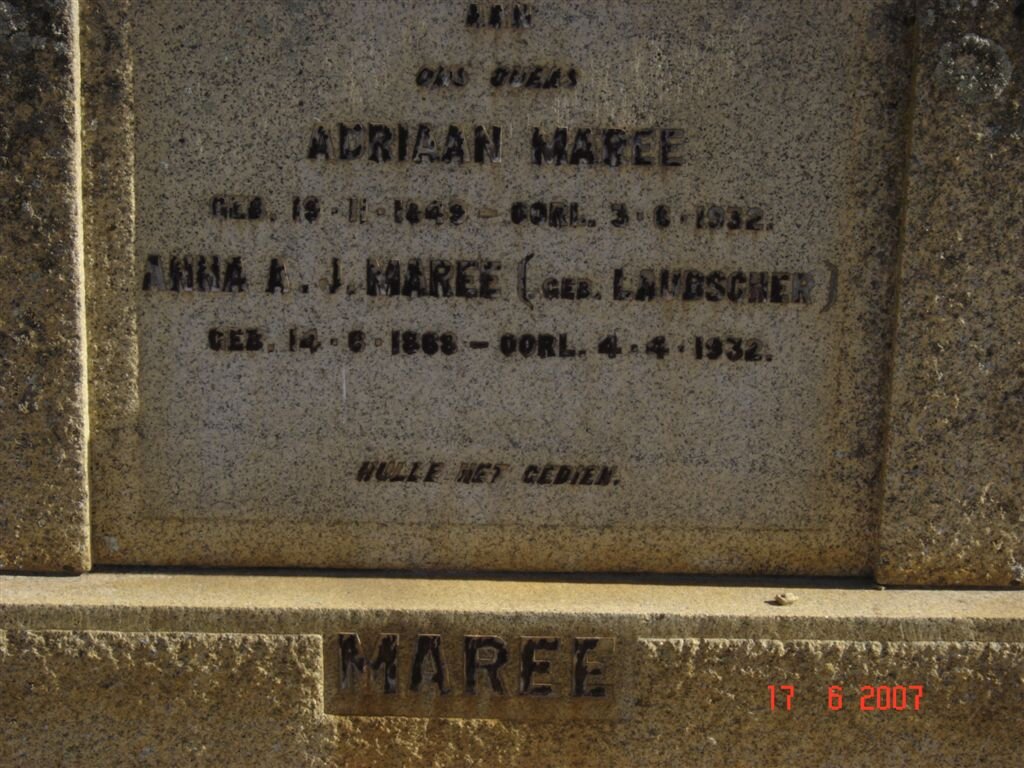 AAN
ONS OUERS
ADRIAAN MAREE
GEB. 19·11·1849 – OORL. 3·6·1932.
ANNA A. J. MAREE (GEB. LAUBSCHER)
GEB. 14·6·1868 – OORL. 4·4·1932.
HULLE HET GEDIEN.
MAREE
17 6 2007